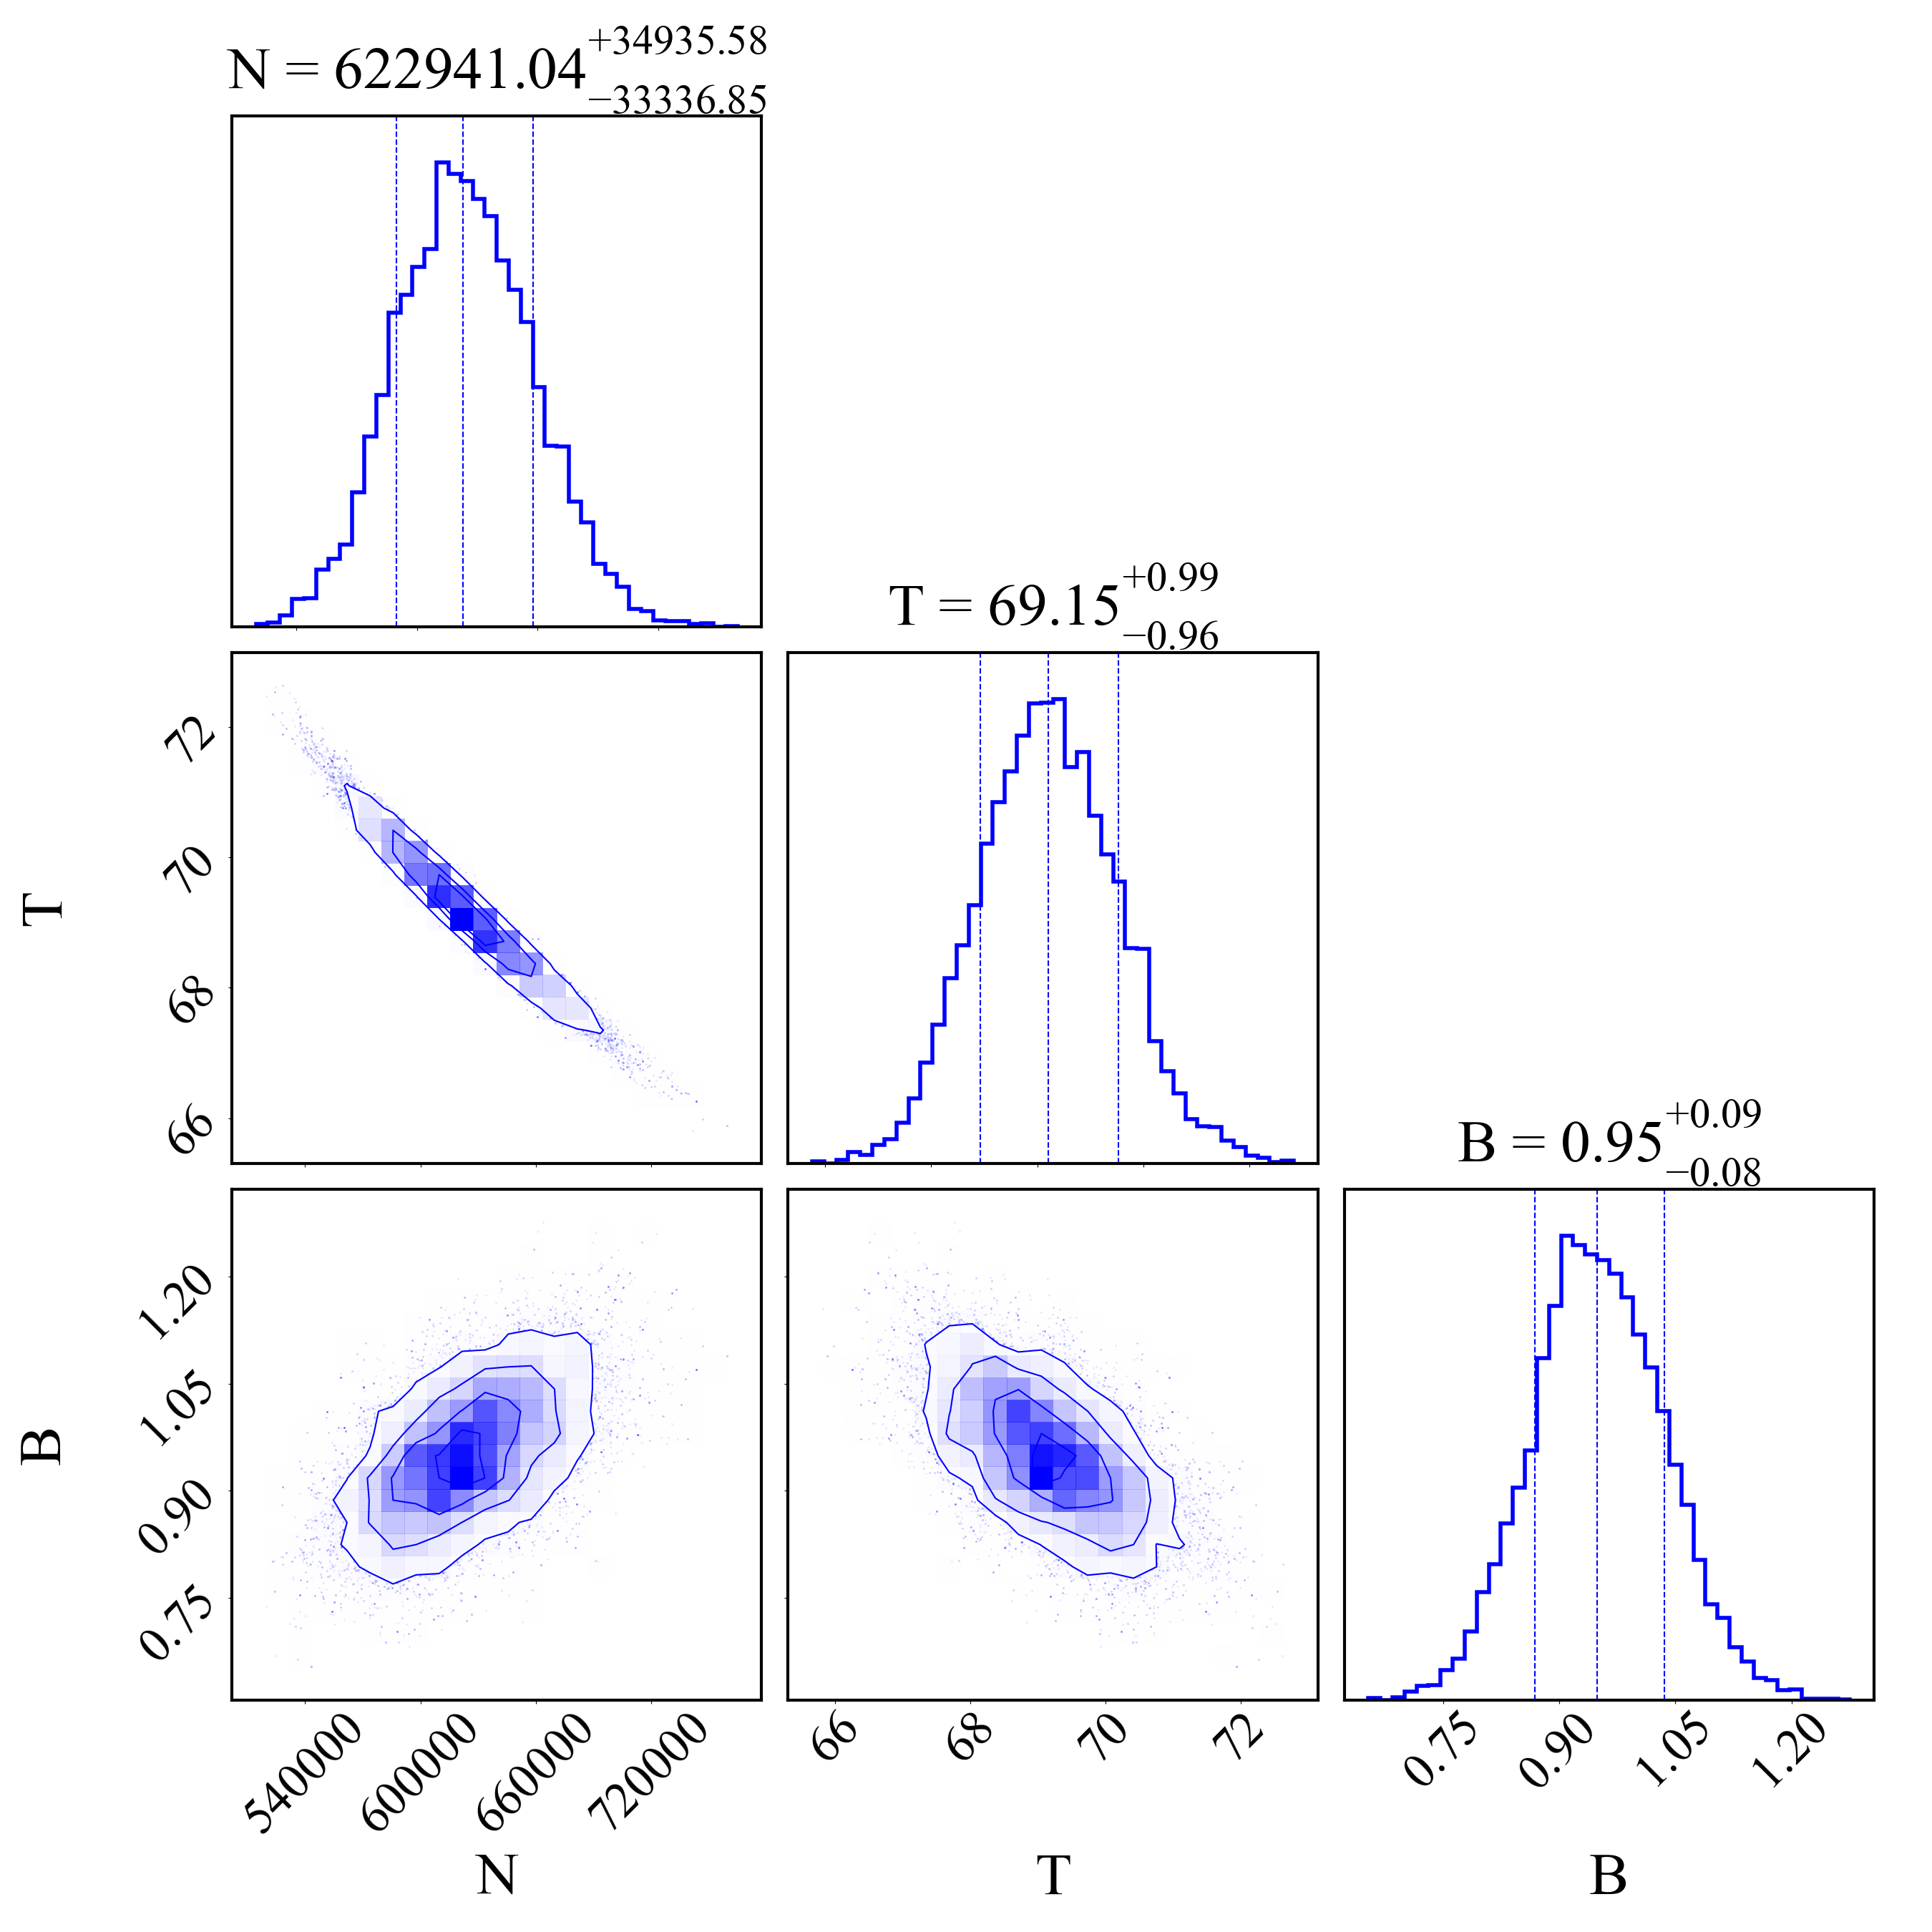 N = 622941.04 +34935.58 −33336.85
T = 69.15 +0.99 −0.96
72
70
68
66
T
B = 0.95 +0.09 −0.08
1.20
1.05
0.90
0.75
B
540000 600000 660000 720000
66 68 70 72
0.75 0.90 1.05 1.20
N
T
B